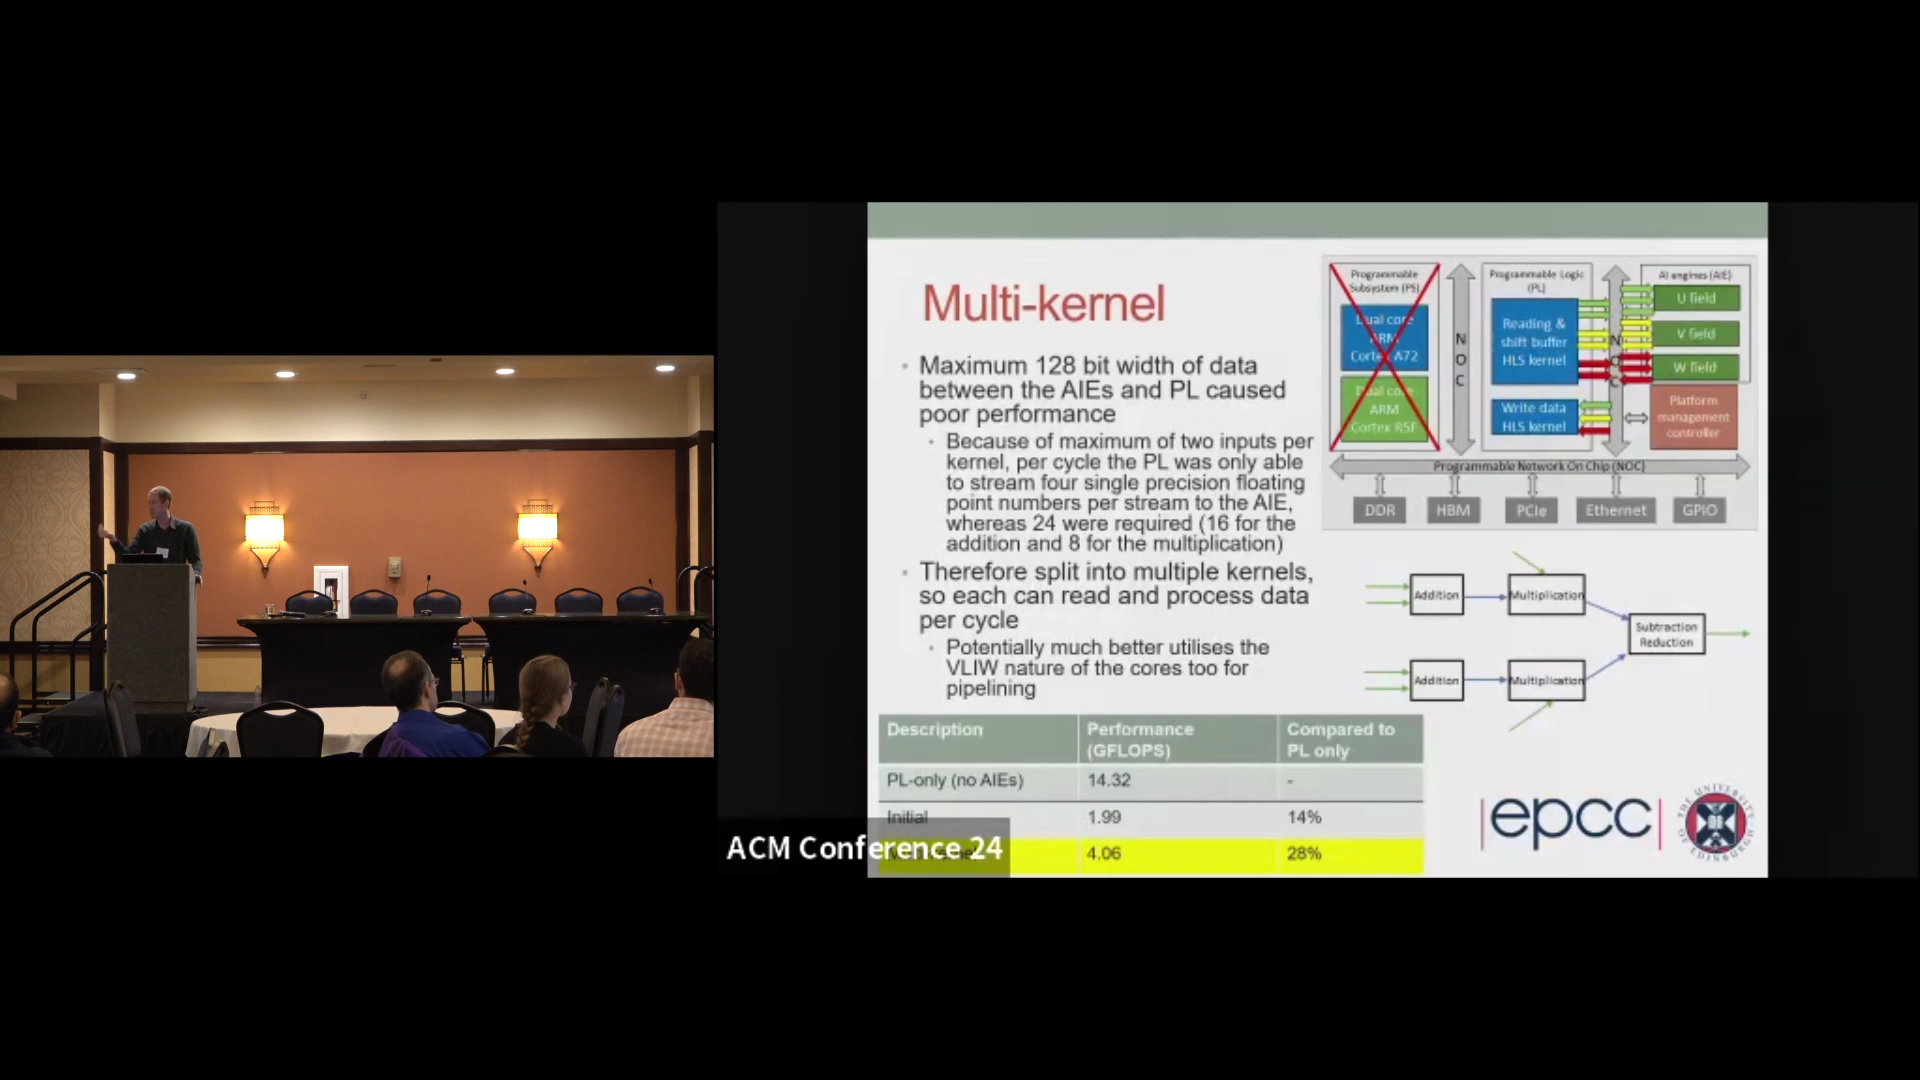 Multi-kernel
Maximum 128 bit width of data
between the AIEs and PL caused
poor performance
Because of maximum of two inputs per
kernel, per cycle the PL was only able
to stream four single precision floating
point numbers per stream to the AIE,
whereas 24 were required (16 for the
addition and 8 for the multiplication)
Therefore split into multiple kernels,
so each can read and process data
per cycle
Potentially much better utilises the
VLIW nature of the cores too for
pipelining
Programmable
Subsystem (PS)
Dual core
ARM
Cortex A72
Dual core
ARM
Cortex R5F
NOC
Programmable Logic
(PL)
Reading &
shift buffer
HLS kernel
Write data
HLS kernel
NOC
AI engines (AIE)
U field
V field
W field
Platform
management
controller
Programmable Network On Chip (NOC)
DDR
HBM
PCIe
Ethernet
GPIO
Addition
Multiplication
Subtraction
Reduction
Addition
Multiplication
Description Performance (GFLOPS) Compared to PL only
PL-only (no AIEs) 14.32 -
Initial 1.99 14%
4.06 28%
ACM Conference 24
epcc